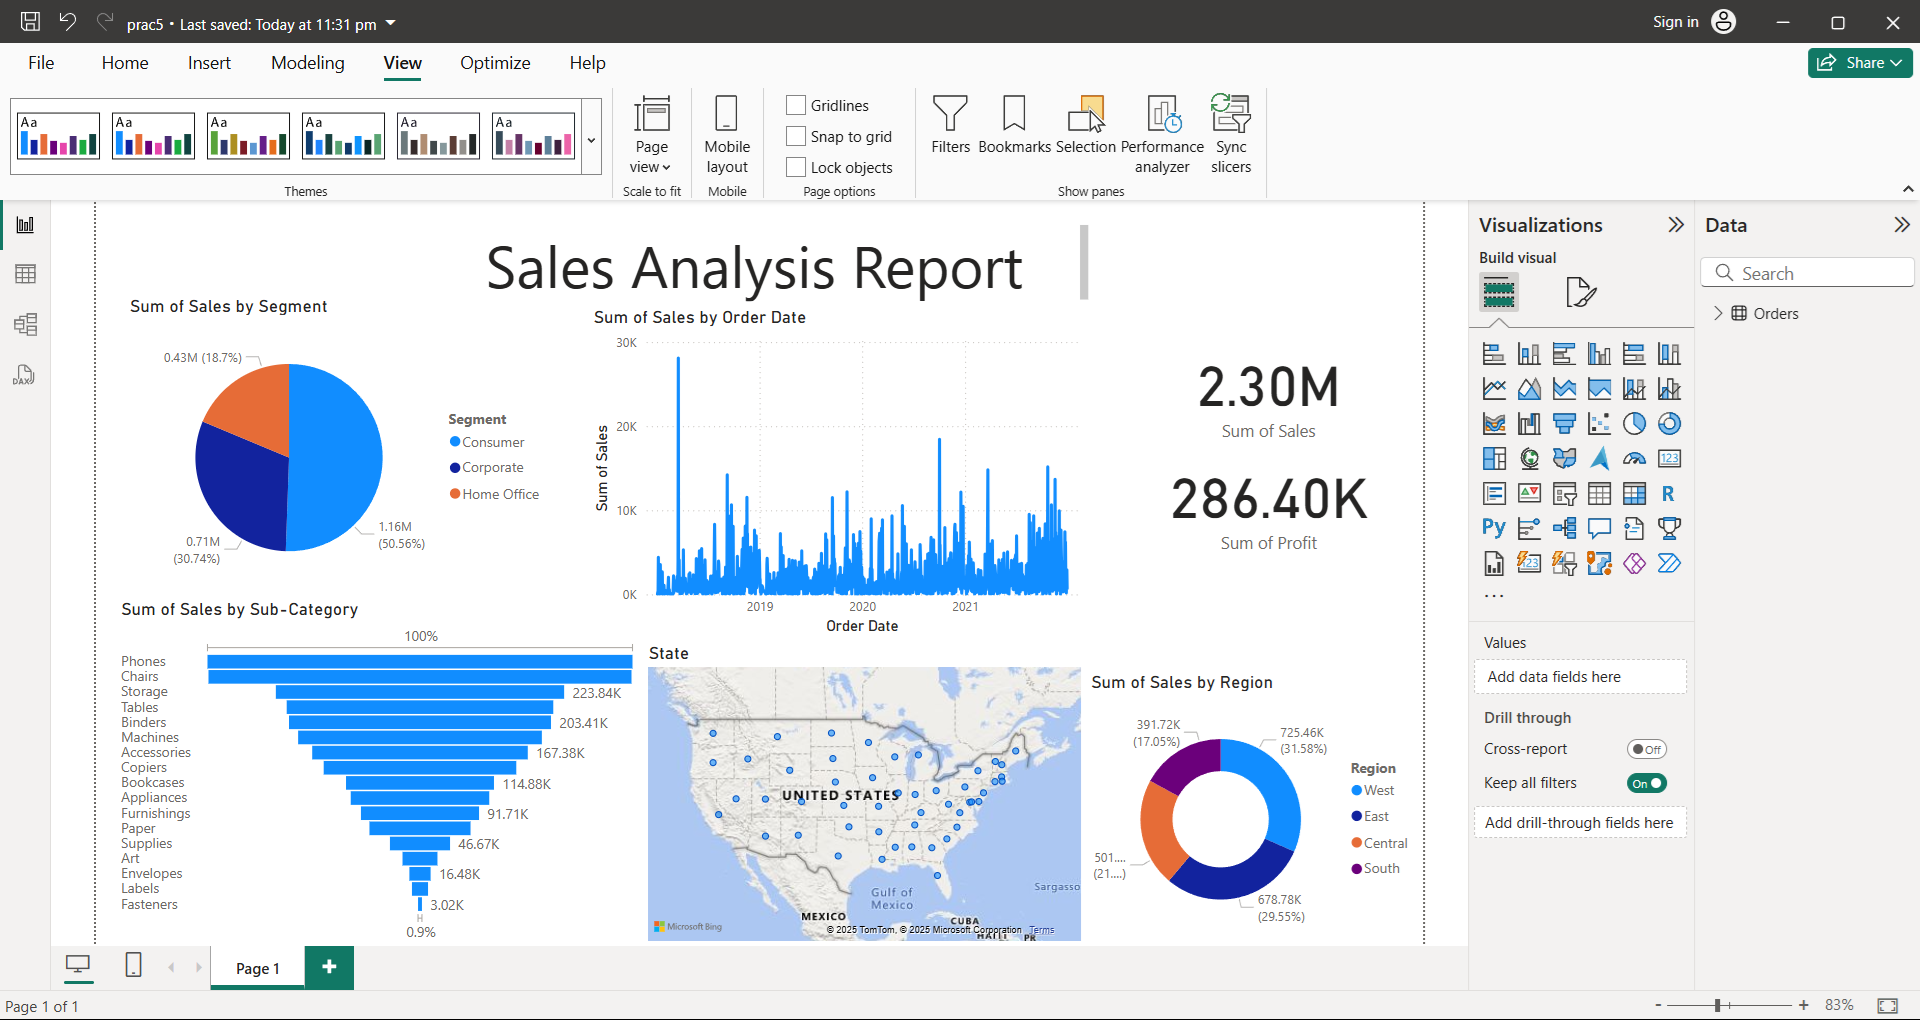 prac5 • Last saved: Today at 11:31 pm
Sign in
File Home Insert Modeling View Optimize Help
Share
Aa Aa Aa Aa Aa Aa
Themes
Page view
Scale to fit
Mobile layout
Mobile
Gridlines
Snap to grid
Lock objects
Page options
Filters Bookmarks Selection Performance analyzer Sync slicers
Show panes
Sales Analysis Report
Sum of Sales by Segment
0.43M (18.7%)
0.71M
(30.74%)
1.16M
(50.56%)
Segment
Consumer
Corporate
Home Office
Sum of Sales by Order Date
Sum of Sales
30K
20K
10K
0K
2019 2020 2021
Order Date
2.30M
Sum of Sales
286.40K
Sum of Profit
Sum of Sales by Sub-Category
100%
Phones
Chairs
Storage 223.84K
Tables
Binders 203.41K
Machines
Accessories 167.38K
Copiers
Bookcases 114.88K
Appliances
Furnishings 91.71K
Paper
Supplies 46.67K
Art
Envelopes 16.48K
Labels
Fasteners 3.02K
0.9%
State
UNITED STATES
Gulf of
Mexico
Sargasso
MEXICO
CUBA
HAITI
PR
Microsoft Bing
© 2025 TomTom, © 2025 Microsoft Corporation Terms
Sum of Sales by Region
391.72K
(17.05%)
725.46K
(31.58%)
501....
(21....)
678.78K
(29.55%)
Region
West
East
Central
South
Visualizations
Build visual
123
R
Py
123
...
Values
Add data fields here
Drill through
Cross-report Off
Keep all filters On
Add drill-through fields here
Data
Search
Orders
DAX
Page 1
Page 1 of 1
- + 83%